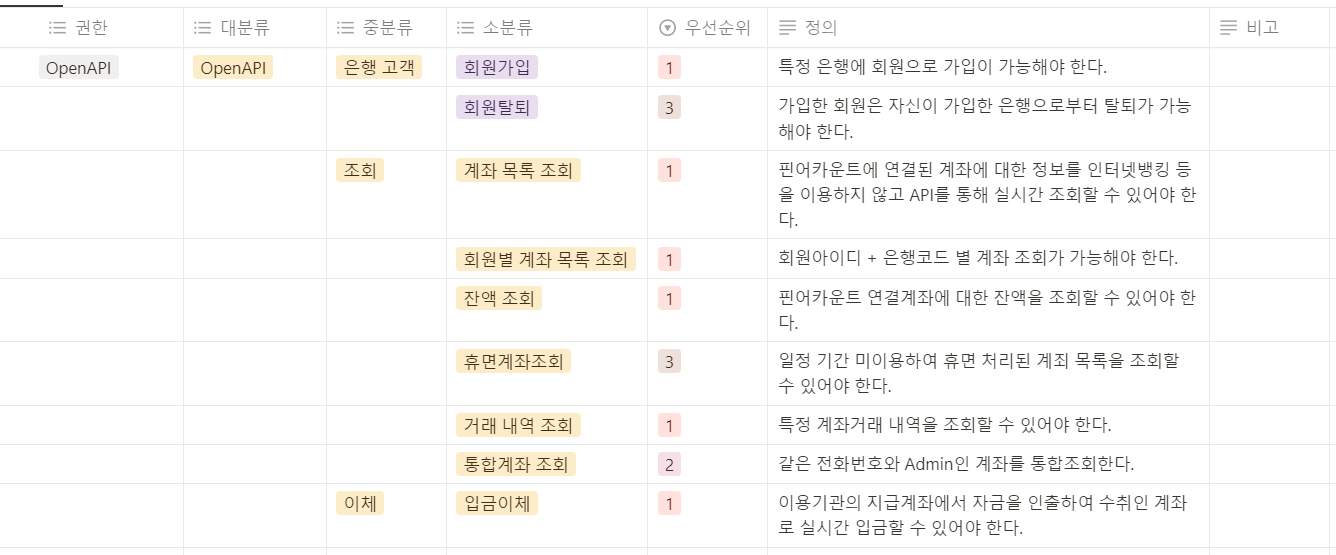 권한 대분류 중분류 소분류 우선순위 정의 비고
OpenAPI OpenAPI 은행 고객 회원가입 1 특정 은행에 회원으로 가입이 가능해야 한다.
회원탈퇴 3 가입한 회원은 자신이 가입한 은행으로부터 탈퇴가 가능
해야 한다.
조회 계좌 목록 조회 1 핀어카운트에 연결된 계좌에 대한 정보를 인터넷뱅킹 등
을 이용하지 않고 API를 통해 실시간 조회할 수 있어야 한
다.
회원별 계좌 목록 조회 1 회원아이디 + 은행코드 별 계좌 조회가 가능해야 한다.
잔액 조회 1 핀어카운트 연결계좌에 대한 잔액을 조회할 수 있어야 한
다.
휴면계좌조회 3 일정 기간 미이용하여 휴면 처리된 계죄 목록을 조회할
수 있어야 한다.
거래 내역 조회 1 특정 계좌거래 내역을 조회할 수 있어야 한다.
통합계좌 조회 2 같은 전화번호와 Admin인 계좌를 통합조회한다.
이체 입금이체 1 이용기관의 지급계좌에서 자금을 인출하여 수취인 계좌
로 실시간 입금할 수 있어야 한다.